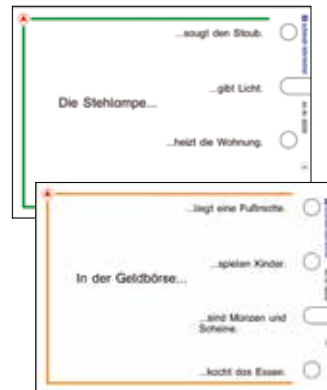 ...saugt den Staub.
...gibt Licht.
Die Stehlampe...
...heizt die Wohnung.
...liegt eine Fußmatte.
...spielen Kinder.
In der Geldbörse...
...sind Münzen und
Scheine.
...kocht das Essen.